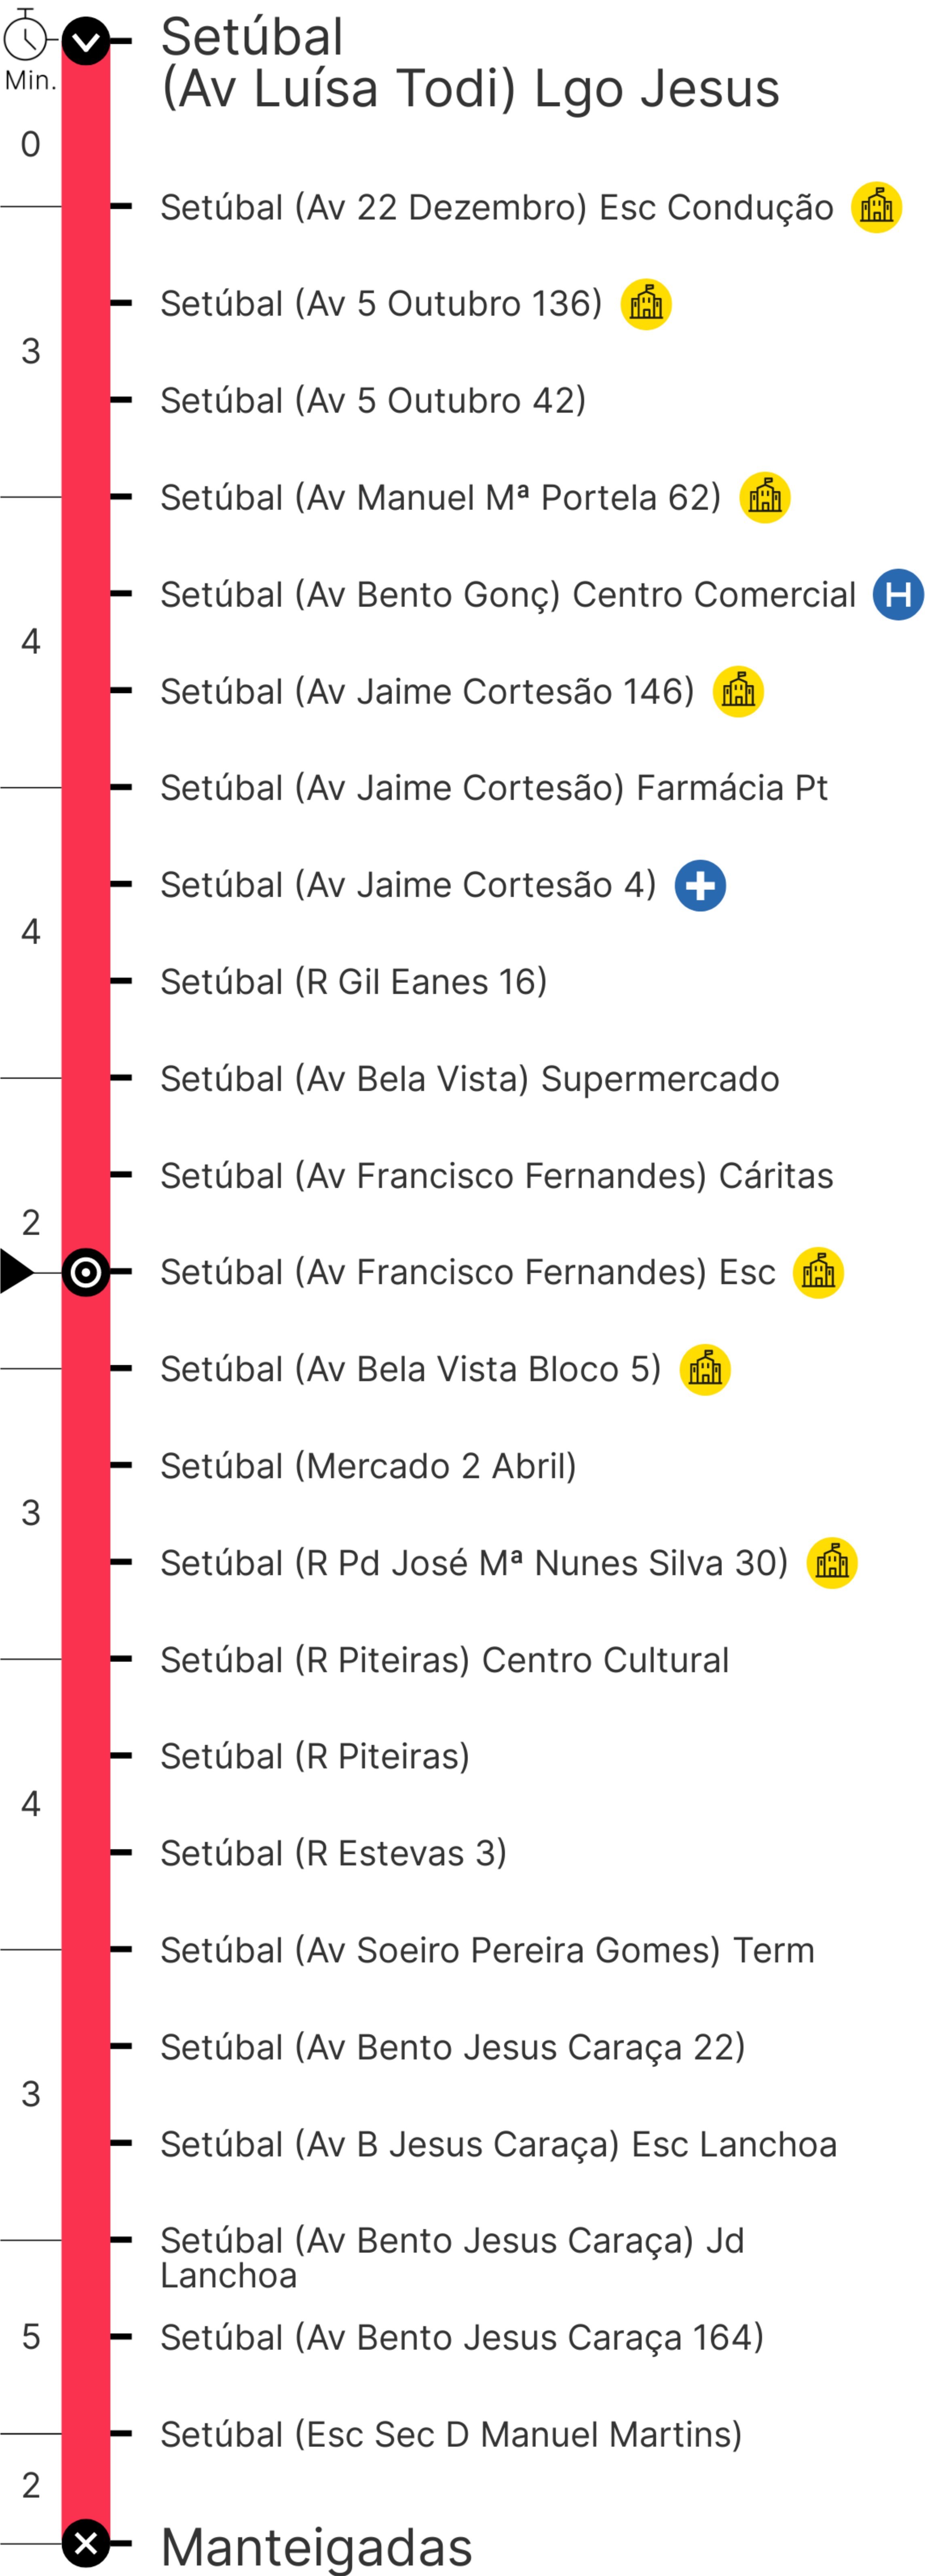 Setúbal
(Av Luísa Todi) Lgo Jesus
Min.
0
Setúbal (Av 22 Dezembro) Esc Condução
Setúbal (Av 5 Outubro 136)
3
Setúbal (Av 5 Outubro 42)
Setúbal (Av Manuel Mª Portela 62)
Setúbal (Av Bento Gonç) Centro Comercial H
4
Setúbal (Av Jaime Cortesão 146)
Setúbal (Av Jaime Cortesão) Farmácia Pt
Setúbal (Av Jaime Cortesão 4)
4
Setúbal (R Gil Eanes 16)
Setúbal (Av Bela Vista) Supermercado
Setúbal (Av Francisco Fernandes) Cáritas
2
Setúbal (Av Francisco Fernandes) Esc
Setúbal (Av Bela Vista Bloco 5)
Setúbal (Mercado 2 Abril)
3
Setúbal (R Pd José Mª Nunes Silva 30)
Setúbal (R Piteiras) Centro Cultural
Setúbal (R Piteiras)
4
Setúbal (R Estevas 3)
Setúbal (Av Soeiro Pereira Gomes) Term
Setúbal (Av Bento Jesus Caraça 22)
3
Setúbal (Av B Jesus Caraça) Esc Lanchoa
Setúbal (Av Bento Jesus Caraça) Jd
Lanchoa
5
Setúbal (Av Bento Jesus Caraça 164)
Setúbal (Esc Sec D Manuel Martins)
2
Manteigadas